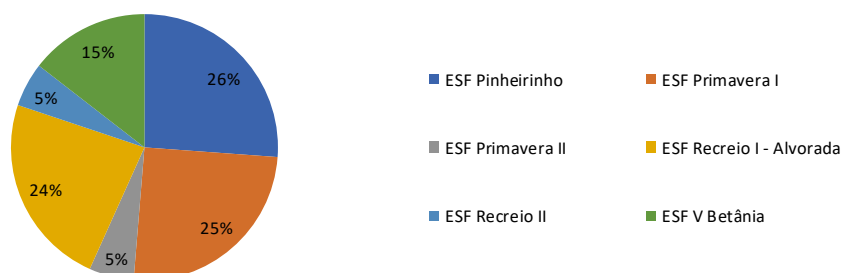 15%
26%
5%
24%
25%
5%
ESF Pinheirinho
ESF Primavera I
ESF Primavera II
ESF Recreio I - Alvorada
ESF Recreio II
ESF V Betânia